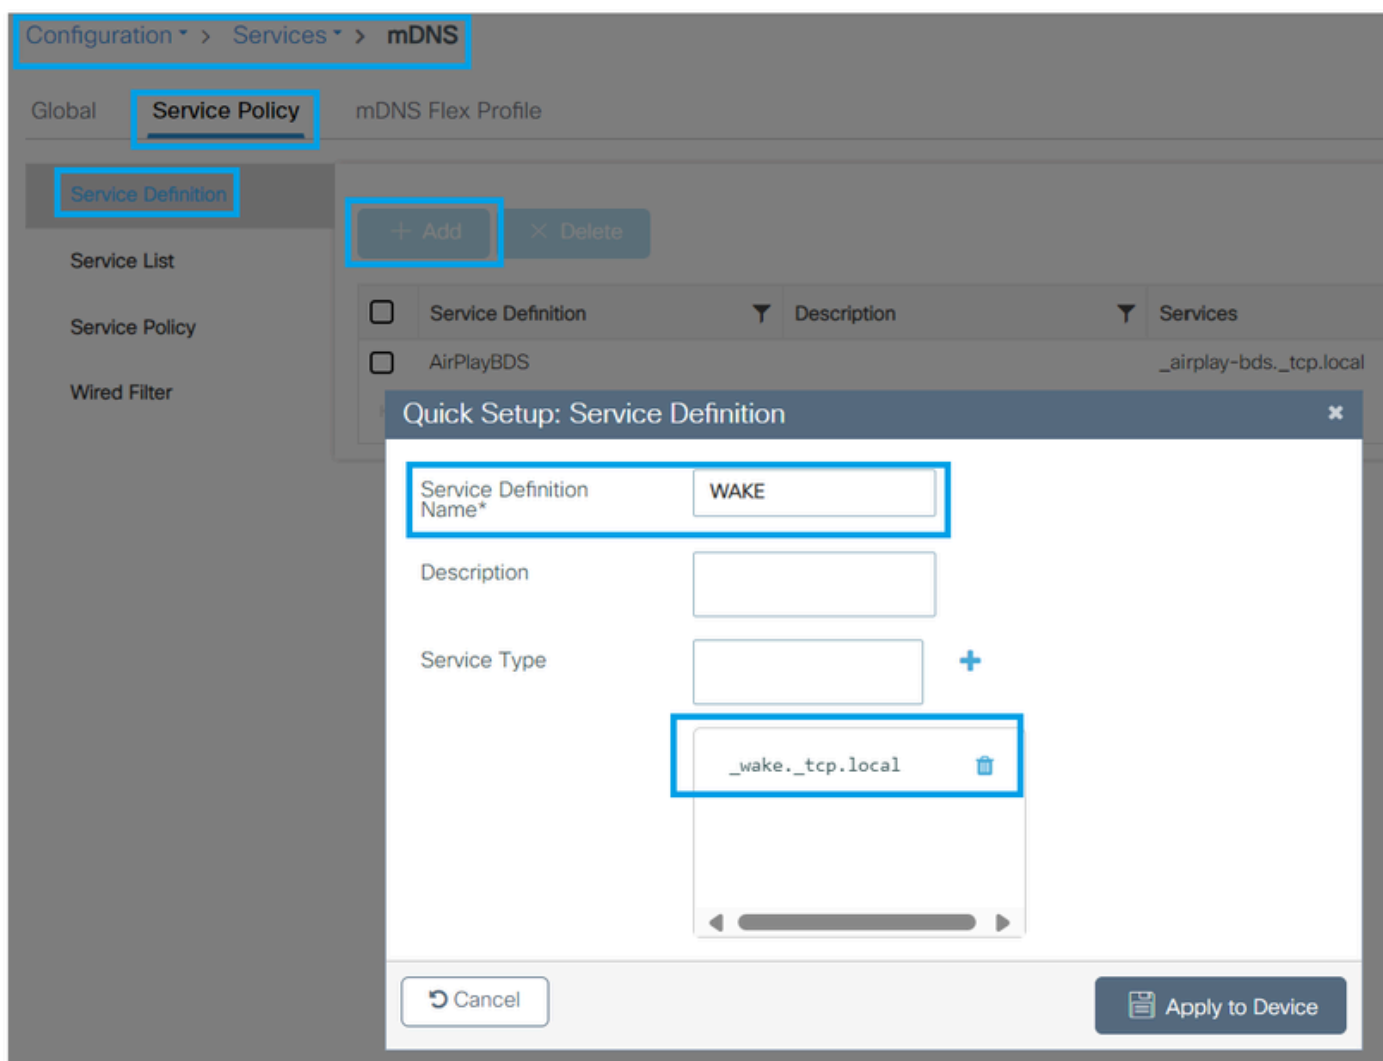 Configuration > Services > mDNS
Global Service Policy mDNS Flex Profile
Service Definition
+ Add × Delete
Service List
Service Policy
Wired Filter
Service Definition Description Services
AirPlayBDS _airplay-bds._tcp.local
Quick Setup: Service Definition
Service Definition
Name* WAKE
Description
Service Type
_wake._tcp.local
Cancel Apply to Device